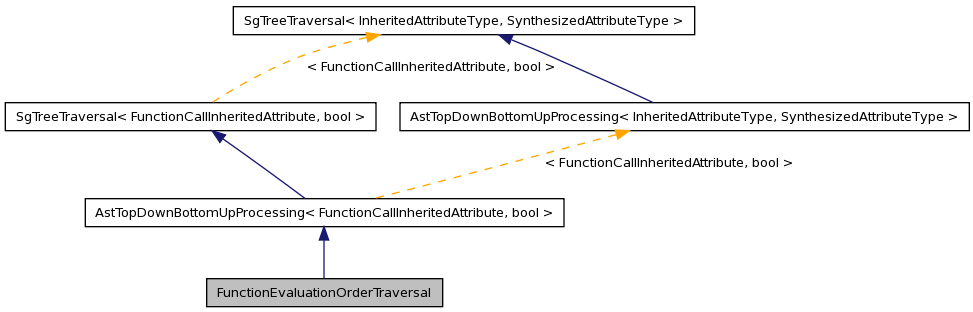 SgTreeTraversal< InheritedAttributeType, SynthesizedAttributeType >
< FunctionCallInheritedAttribute, bool >
SgTreeTraversal< FunctionCallInheritedAttribute, bool >
AstTopDownBottomUpProcessing< InheritedAttributeType, SynthesizedAttributeType >
< FunctionCallInheritedAttribute, bool >
AstTopDownBottomUpProcessing< FunctionCallInheritedAttribute, bool >
FunctionEvaluationOrderTraversal